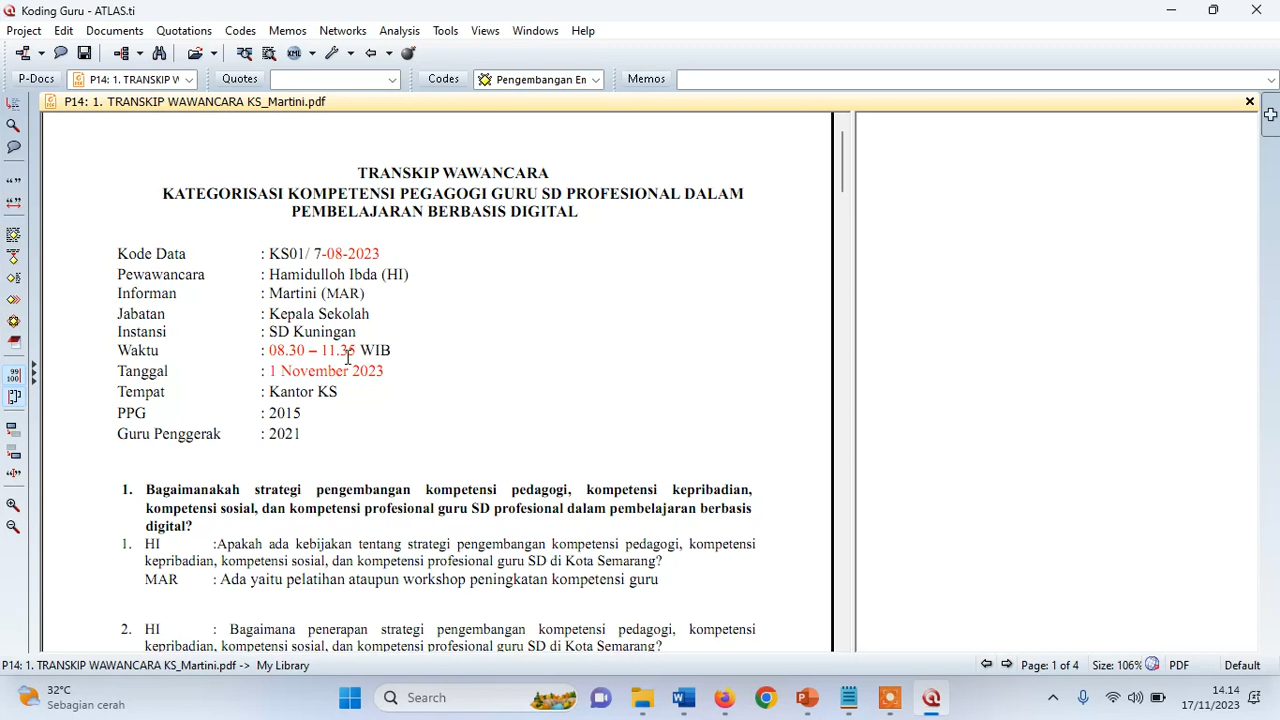 Koding Guru - ATLAS.ti
Project Edit Documents Quotations Codes Memos Networks Analysis Tools Views Windows Help
P-Docs P14: 1. TRANSKIP W Quotes Codes Pengembangan En Memos
P14: 1. TRANSKIP WAWANCARA KS_Martini.pdf
TRANSKIP WAWANCARA
KATEGORISASI KOMPETENSI PEGAGOGI GURU SD PROFESIONAL DALAM
PEMBELAJARAN BERBASIS DIGITAL
Kode Data : KS01/ 7-08-2023
Pewawancara : Hamidulloh Ibda (HI)
Informan : Martini (MAR)
Jabatan : Kepala Sekolah
Instansi : SD Kuningan
Waktu : 08.30 – 11.35 WIB
Tanggal : 1 November 2023
Tempat : Kantor KS
PPG : 2015
Guru Penggerak : 2021
1. Bagaimanakah strategi pengembangan kompetensi pedagogi, kompetensi kepribadian,
kompetensi sosial, dan kompetensi profesional guru SD profesional dalam pembelajaran berbasis
digital?
1. HI :Apakah ada kebijakan tentang strategi pengembangan kompetensi pedagogi, kompetensi
kepribadian, kompetensi sosial, dan kompetensi profesional guru SD di Kota Semarang?
MAR : Ada yaitu pelatihan ataupun workshop peningkatan kompetensi guru
2. HI : Bagaimana penerapan strategi pengembangan kompetensi pedagogi, kompetensi
kepribadian, kompetensi sosial, dan kompetensi profesional guru SD di Kota Semarang?
P14: 1. TRANSKIP WAWANCARA KS_Martini.pdf -> My Library Page: 1 of 4 Size: 106% PDF Default
32°C
Sebagian cerah
Search
17/11/2023